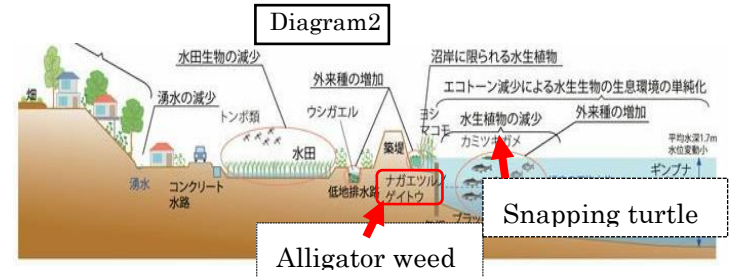 Diagram2
水田生物の減少
沼岸に限られる水生植物
外来種の増加
エコトーン減少による水生生物の生息環境の単純化
畑
湧水の減少
トンボ類
ウシガエル
ヨシ
マコモ
水生植物の減少
外来種の増加
カミツキガメ
築堤
平均水深1.7m
水位変動小
水田
ギンブナ
湧水
コンクリート
水路
低地排水路
ナガエツル
ゲイトウ
Snapping turtle
Alligator weed